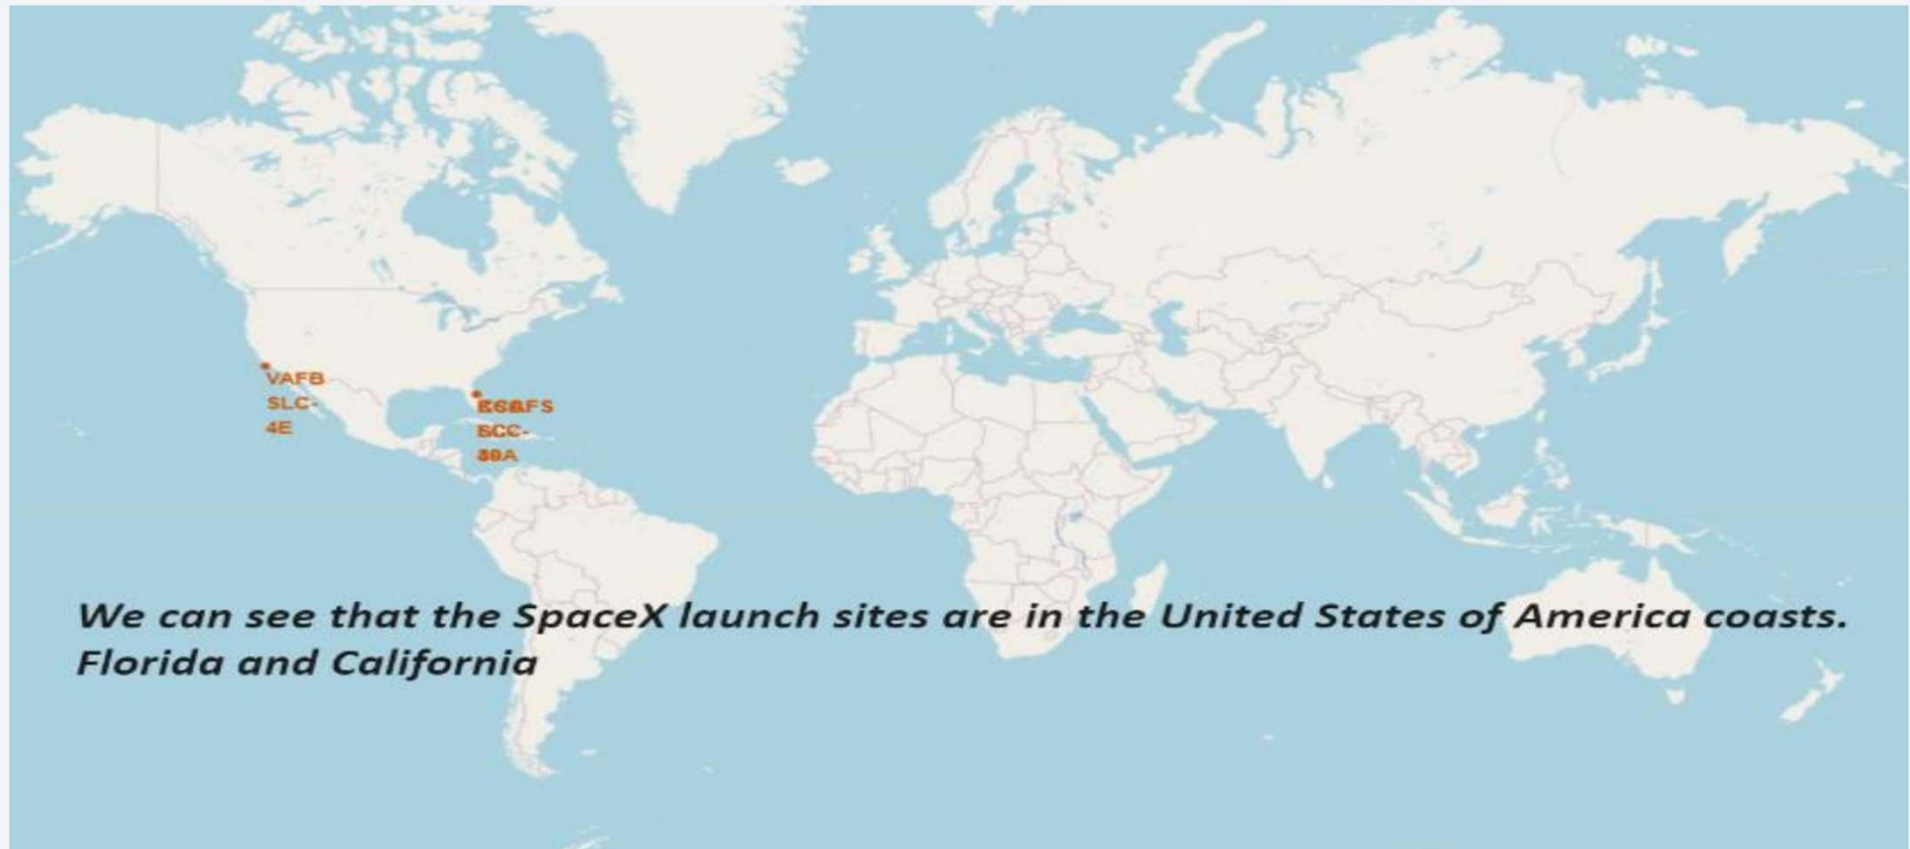 VAFB
SLC-
4E
We can see that the SpaceX launch sites are in the United States of America coasts.
Florida and California